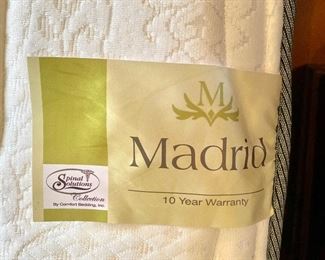 M
Madrid
10 Year Warranty
Spinal
Solutions
Collection
By Comfort Bedding, Inc.